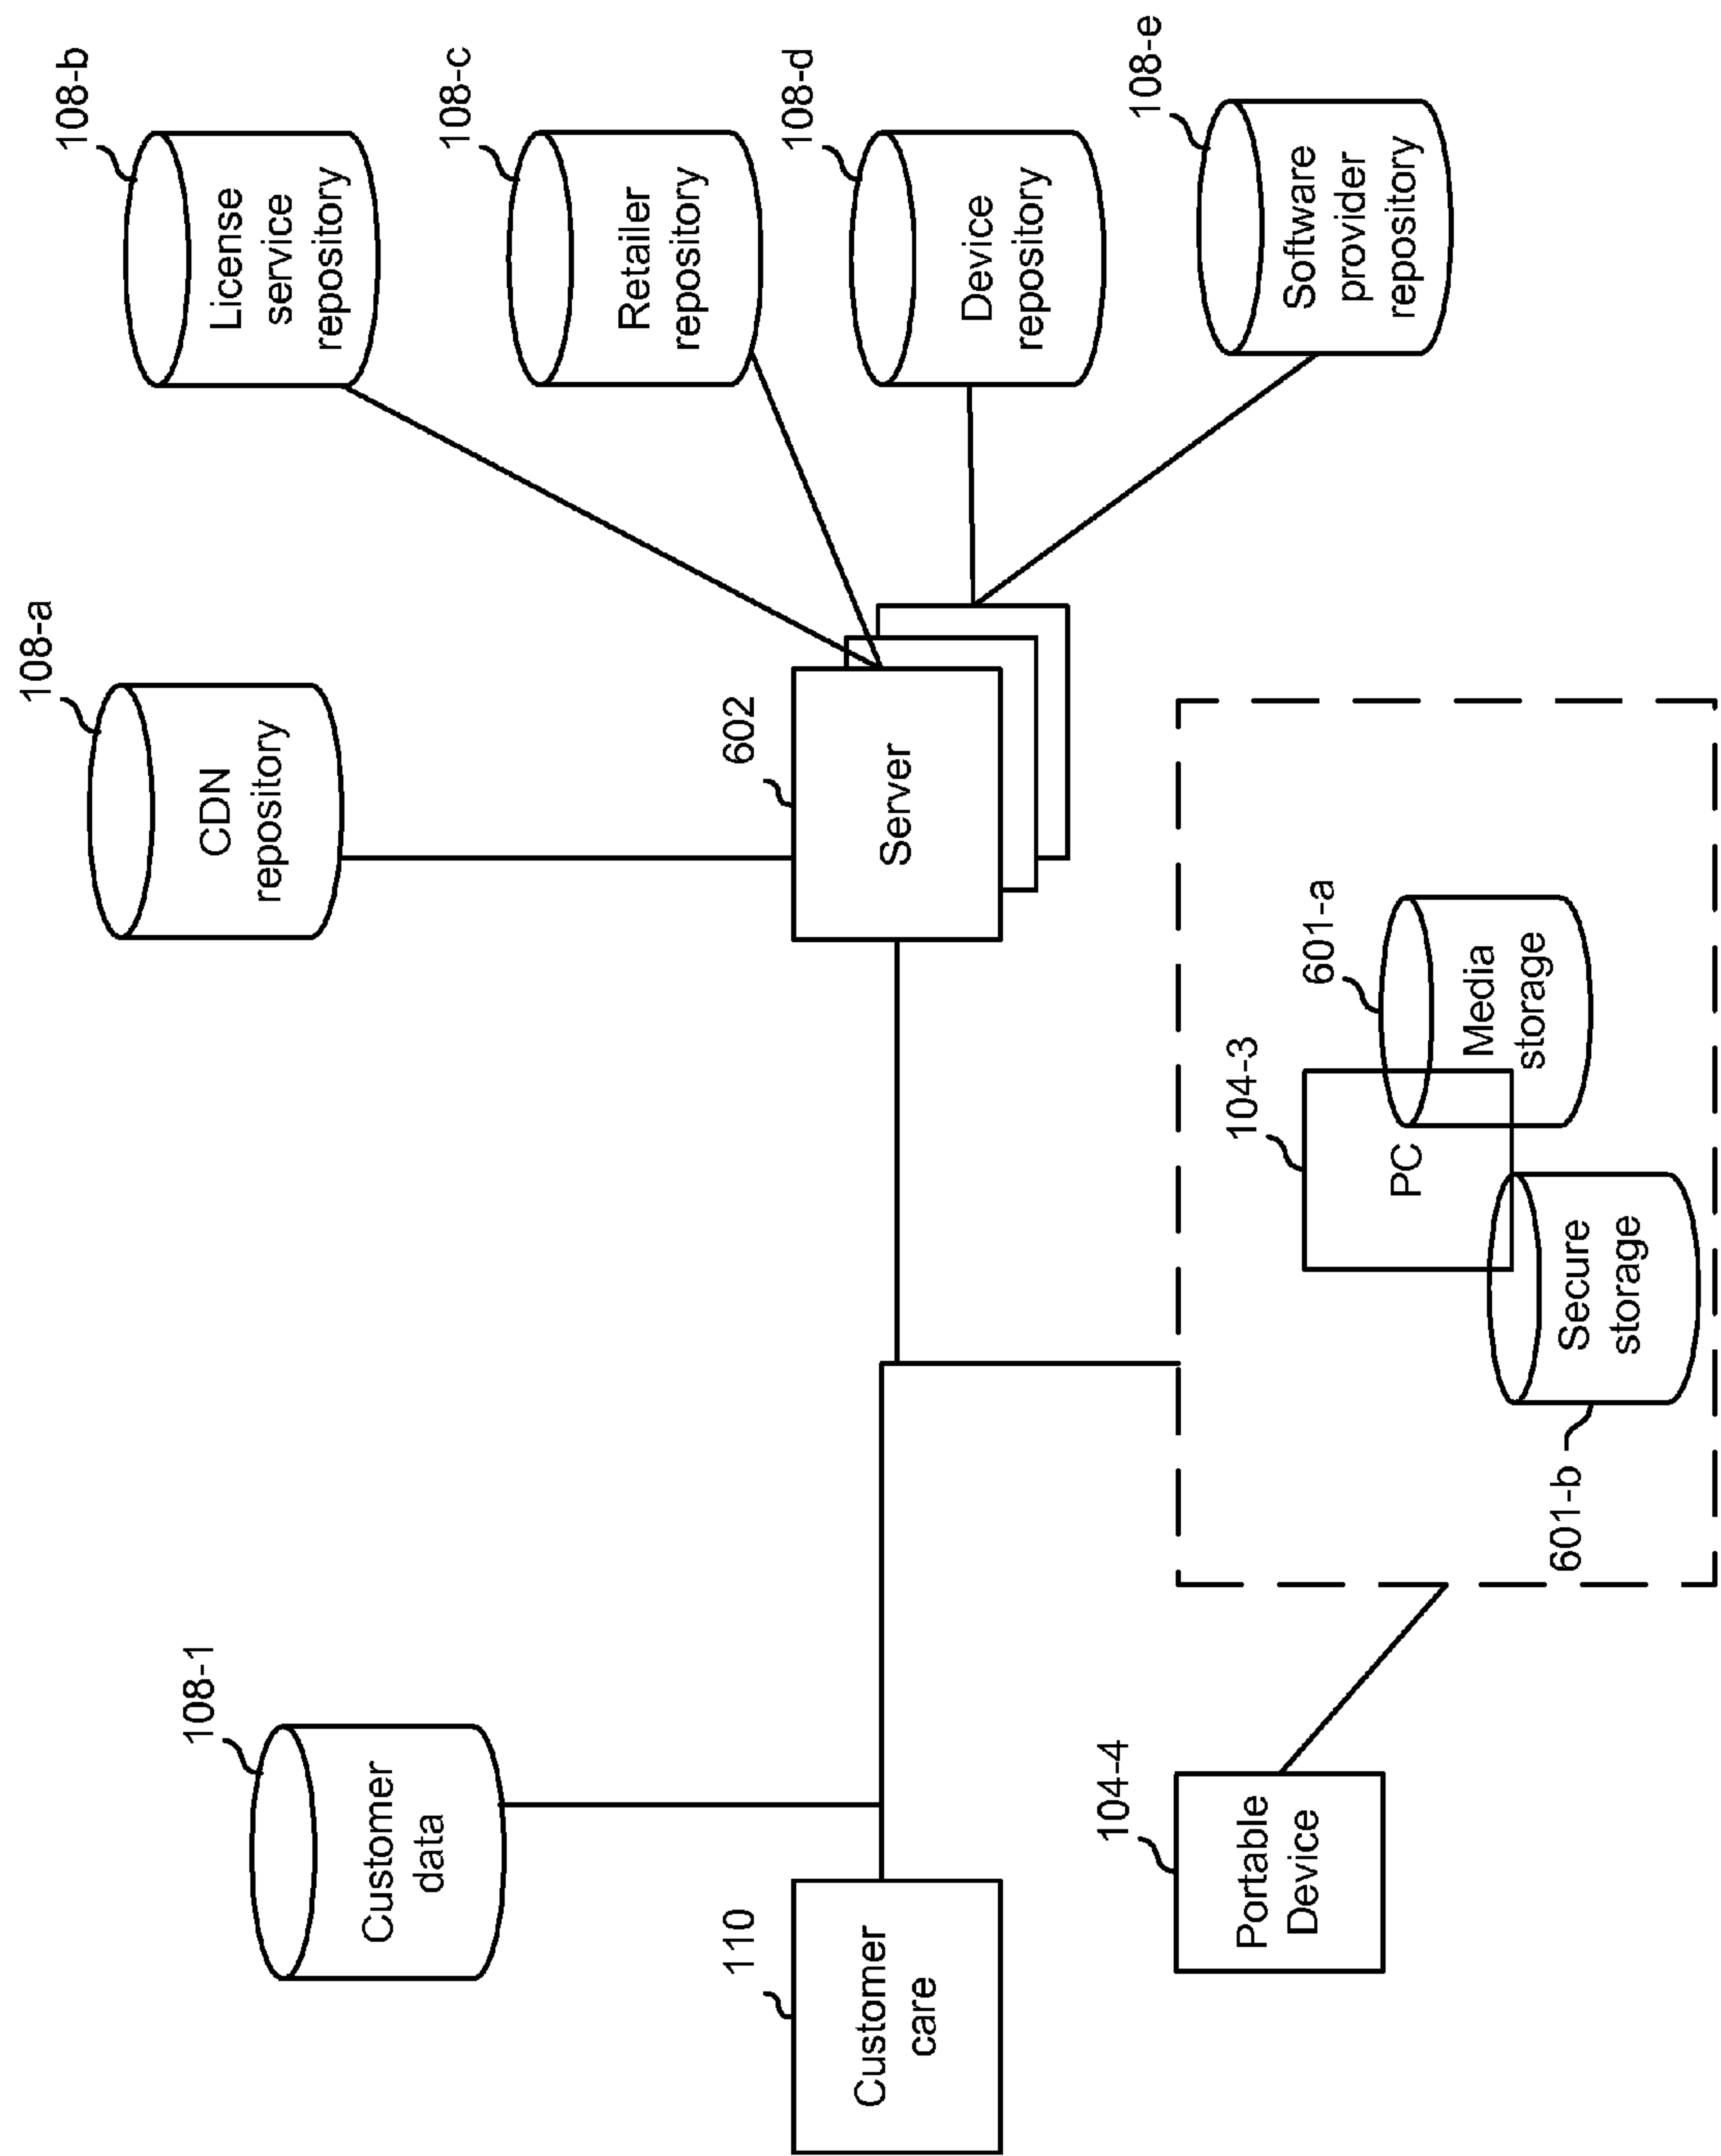 108-1
Customer
data
110
Customer
care
104-4
Portable
Device
108-a
CDN
repository
602
Server
108-b
License
service
repository
108-c
Retailer
repository
108-d
Device
repository
108-e
Software
provider
repository
104-3
PC
601-a
Media
storage
601-b
Secure
storage